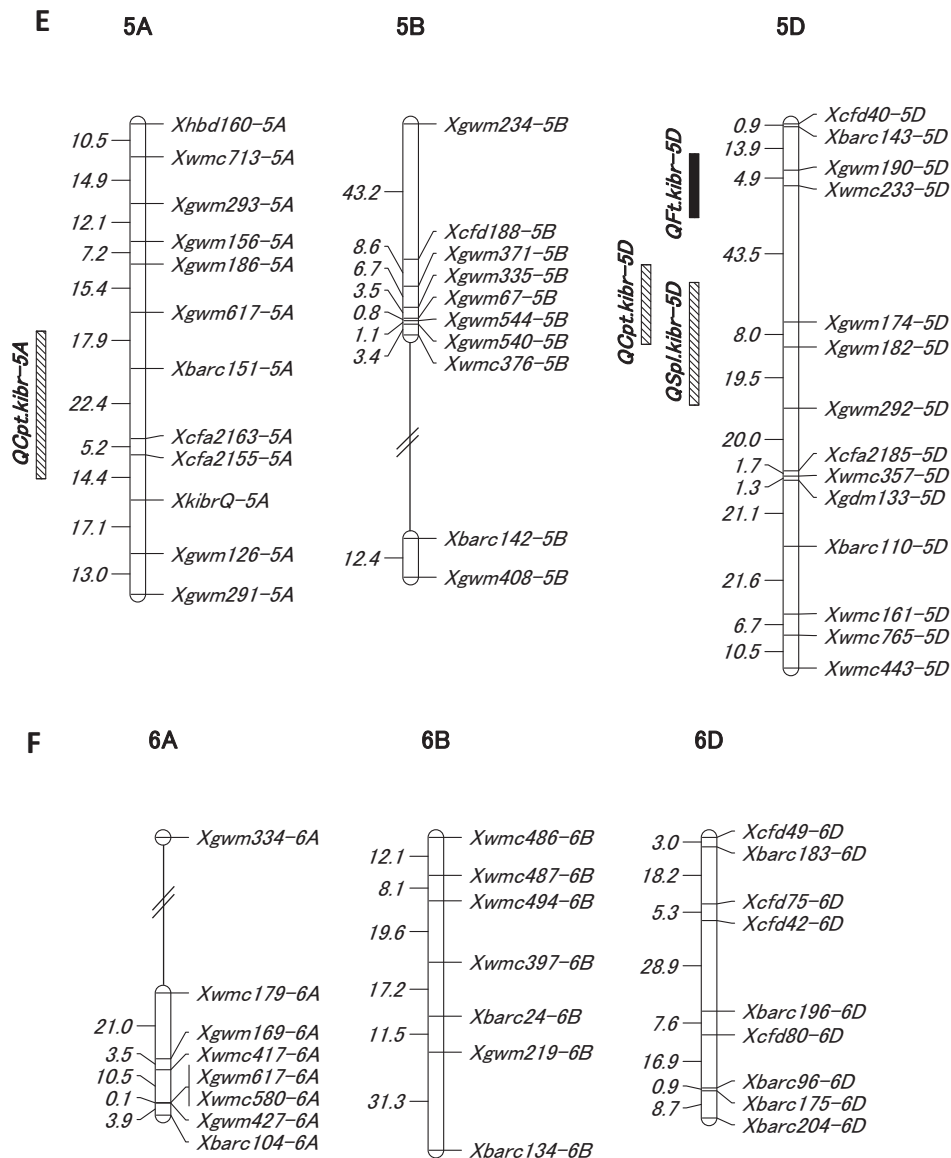 E
5A
5B
5D
10.5
14.9
12.1
7.2
15.4
17.9
22.4
5.2
14.4
17.1
13.0
Xhbd160-5A
Xwmc713-5A
Xgwm293-5A
Xgwm156-5A
Xgwm186-5A
Xgwm617-5A
Xbarc151-5A
Xcfa2163-5A
Xcfa2155-5A
XkibrQ-5A
Xgwm126-5A
Xgwm291-5A
QCpt.kibr-5A
43.2
8.6
6.7
3.5
0.8
1.1
3.4
12.4
Xgwm234-5B
Xcfd188-5B
Xgwm371-5B
Xgwm335-5B
Xgwm67-5B
Xgwm544-5B
Xgwm540-5B
Xwmc376-5B
Xbarc142-5B
Xgwm408-5B
QCpt.kibr-5D
QFt.kibr-5D
QSpl.kibr-5D
0.9
13.9
4.9
43.5
8.0
19.5
20.0
1.7
1.3
21.1
21.6
6.7
10.5
Xcfd40-5D
Xbarc143-5D
Xgwm190-5D
Xwmc233-5D
Xgwm174-5D
Xgwm182-5D
Xgwm292-5D
Xcfa2185-5D
Xwmc357-5D
Xgdm133-5D
Xbarc110-5D
Xwmc161-5D
Xwmc765-5D
Xwmc443-5D
F
6A
6B
6D
21.0
3.5
10.5
0.1
3.9
Xgwm334-6A
Xwmc179-6A
Xgwm169-6A
Xwmc417-6A
Xgwm617-6A
Xwmc580-6A
Xgwm427-6A
Xbarc104-6A
12.1
8.1
19.6
17.2
11.5
31.3
Xwmc486-6B
Xwmc487-6B
Xwmc494-6B
Xwmc397-6B
Xbarc24-6B
Xgwm219-6B
Xbarc134-6B
3.0
18.2
5.3
28.9
7.6
16.9
0.9
8.7
Xcfd49-6D
Xbarc183-6D
Xcfd75-6D
Xcfd42-6D
Xbarc196-6D
Xcfd80-6D
Xbarc96-6D
Xbarc175-6D
Xbarc204-6D